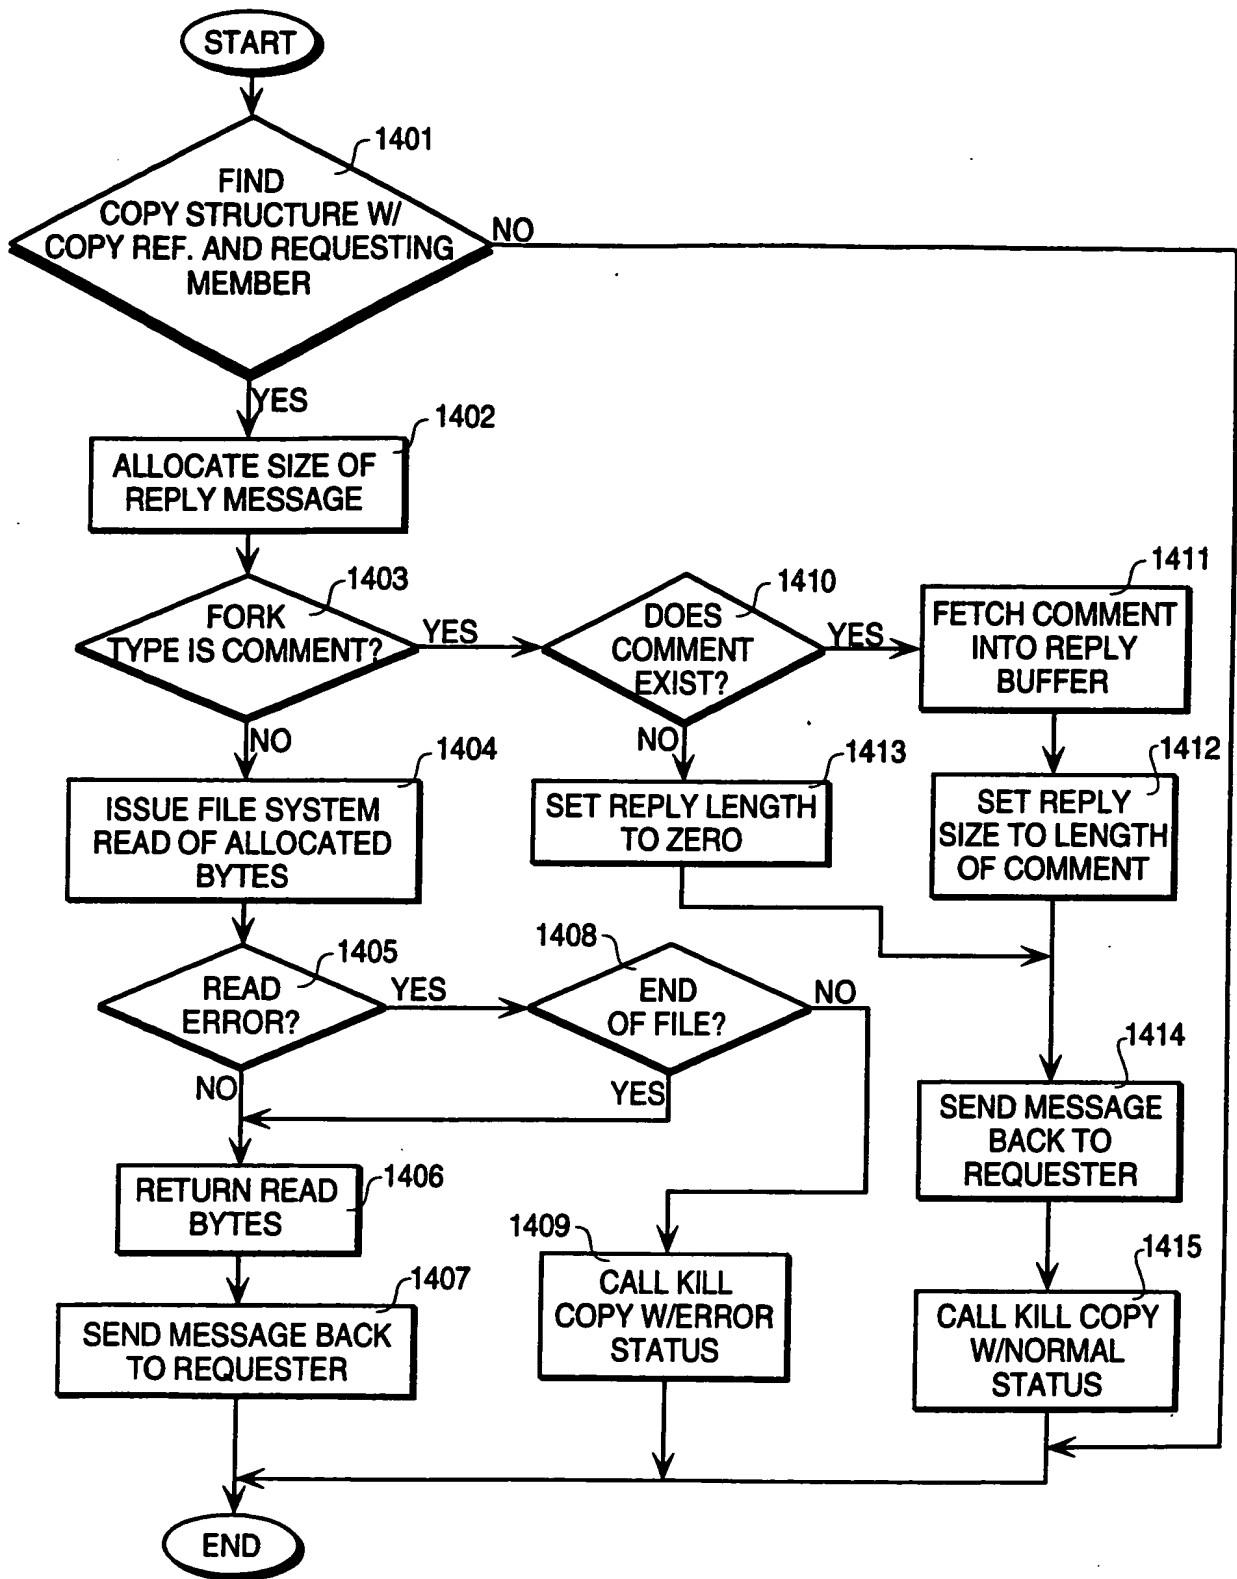 START
1401
FIND
COPY STRUCTURE W/
COPY REF. AND REQUESTING
MEMBER
NO
YES
1402
ALLOCATE SIZE OF
REPLY MESSAGE
1403
FORK
TYPE IS COMMENT?
YES
1410
DOES
COMMENT
EXIST?
YES
1411
FETCH COMMENT
INTO REPLY
BUFFER
NO
1404
ISSUE FILE SYSTEM
READ OF ALLOCATED
BYTES
NO
1413
SET REPLY LENGTH
TO ZERO
1412
SET REPLY
SIZE TO LENGTH
OF COMMENT
1405
READ
ERROR?
YES
1408
END
OF FILE?
NO
NO
YES
1414
SEND MESSAGE
BACK TO
REQUESTER
1406
RETURN READ
BYTES
1407
SEND MESSAGE BACK
TO REQUESTER
1409
CALL KILL
COPY W/ERROR
STATUS
1415
CALL KILL COPY
W/NORMAL
STATUS
END